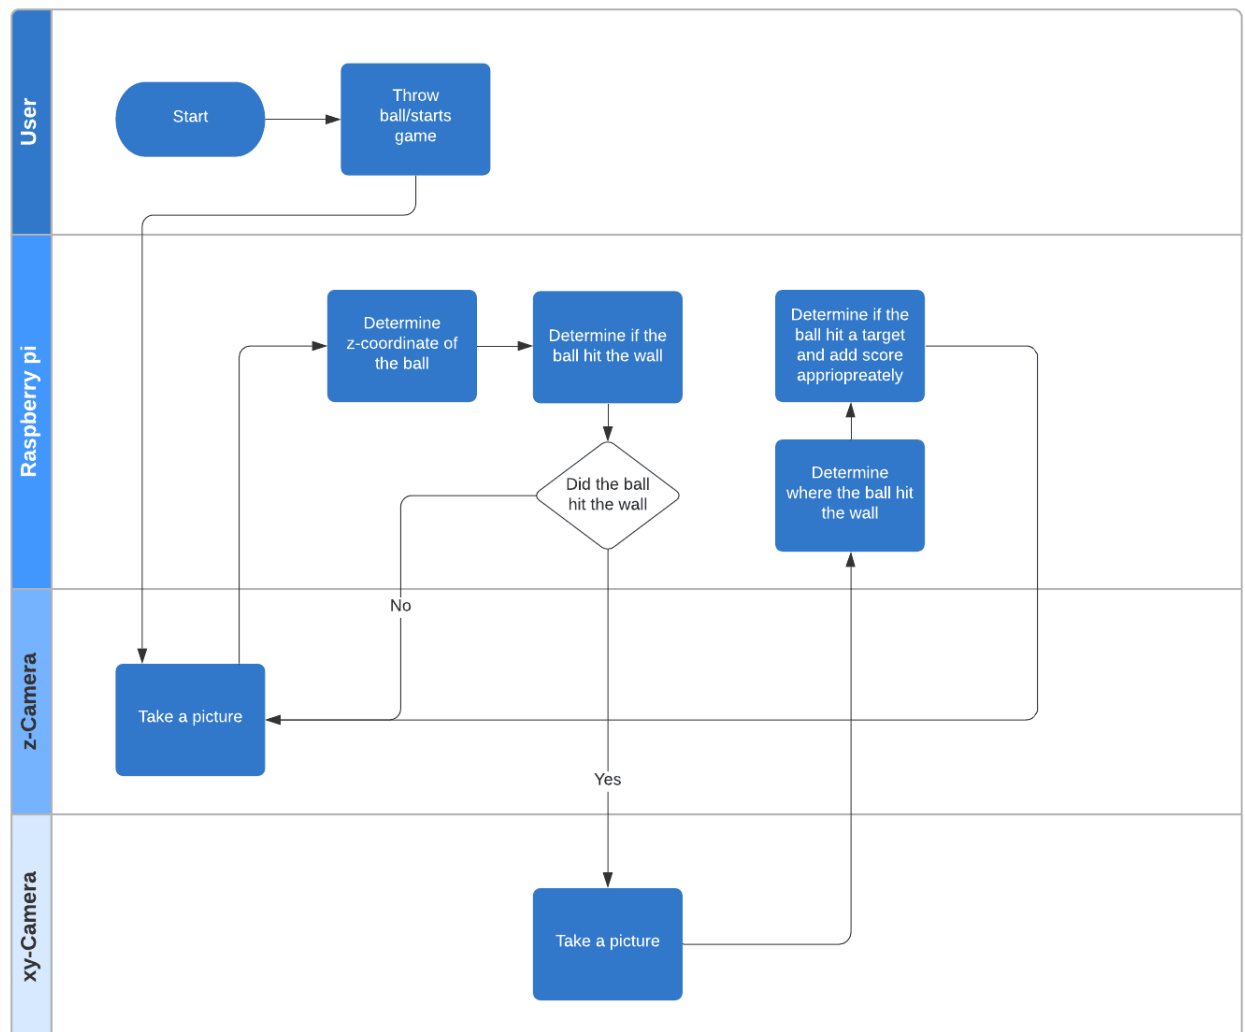 User
Start
Throw
ball/starts
game
Raspberry pi
Determine
z-coordinate of
the ball
Determine if the
ball hit the wall
Determine if the
ball hit a target
and add score
appriopreately
Did the ball
hit the wall
Determine
where the ball hit
the wall
No
z-Camera
Take a picture
Yes
xy-Camera
Take a picture